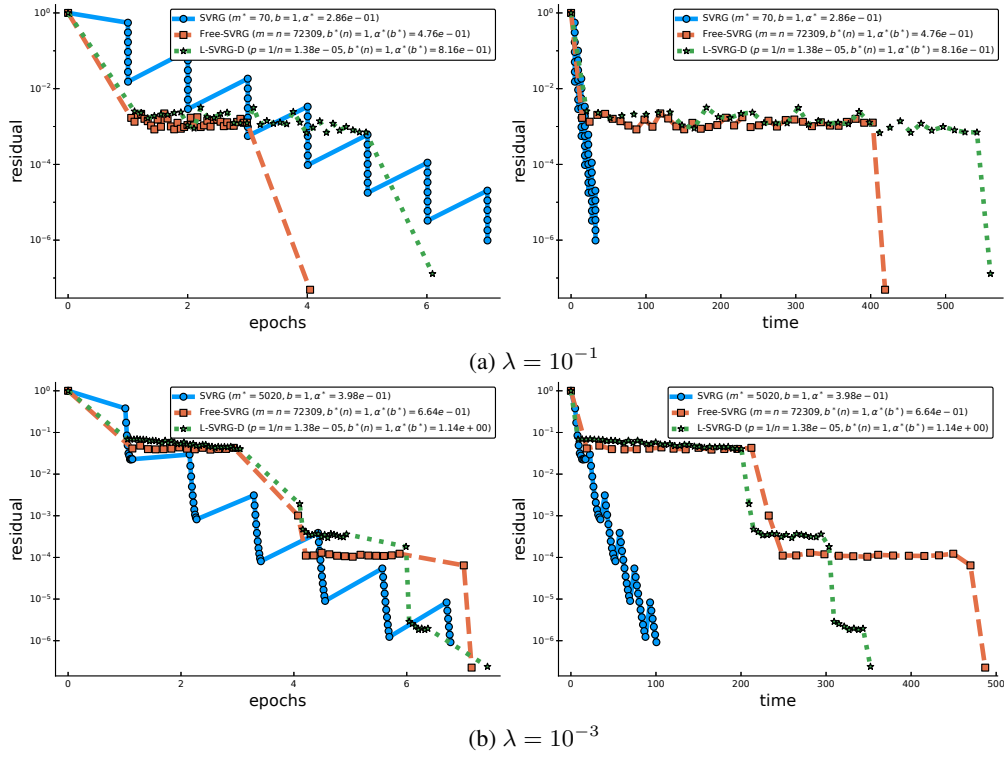 SVRG (m* = 70, b = 1, α* = 2.86e − 01)
Free-SVRG (m = n = 72309, b*(n) = 1, α*(b*) = 4.76e − 01)
L-SVRG-D (p = 1/n = 1.38e − 05, b*(n) = 1, α*(b*) = 8.16e − 01)
residual
10⁰
10⁻²
10⁻⁴
10⁻⁶
0 2 4 6
epochs
SVRG (m* = 70, b = 1, α* = 2.86e − 01)
Free-SVRG (m = n = 72309, b*(n) = 1, α*(b*) = 4.76e − 01)
L-SVRG-D (p = 1/n = 1.38e − 05, b*(n) = 1, α*(b*) = 8.16e − 01)
residual
10⁰
10⁻²
10⁻⁴
10⁻⁶
0 100 200 300 400 500
time
(a) λ = 10⁻¹
SVRG (m* = 5020, b = 1, α* = 3.98e − 01)
Free-SVRG (m = n = 72309, b*(n) = 1, α*(b*) = 6.64e − 01)
L-SVRG-D (p = 1/n = 1.38e − 05, b*(n) = 1, α*(b*) = 1.14e + 00)
residual
10⁰
10⁻¹
10⁻²
10⁻³
10⁻⁴
10⁻⁵
10⁻⁶
0 2 4 6
epochs
SVRG (m* = 5020, b = 1, α* = 3.98e − 01)
Free-SVRG (m = n = 72309, b*(n) = 1, α*(b*) = 6.64e − 01)
L-SVRG-D (p = 1/n = 1.38e − 05, b*(n) = 1, α*(b*) = 1.14e + 00)
residual
10⁰
10⁻¹
10⁻²
10⁻³
10⁻⁴
10⁻⁵
10⁻⁶
0 100 200 300 400 500
time
(b) λ = 10⁻³